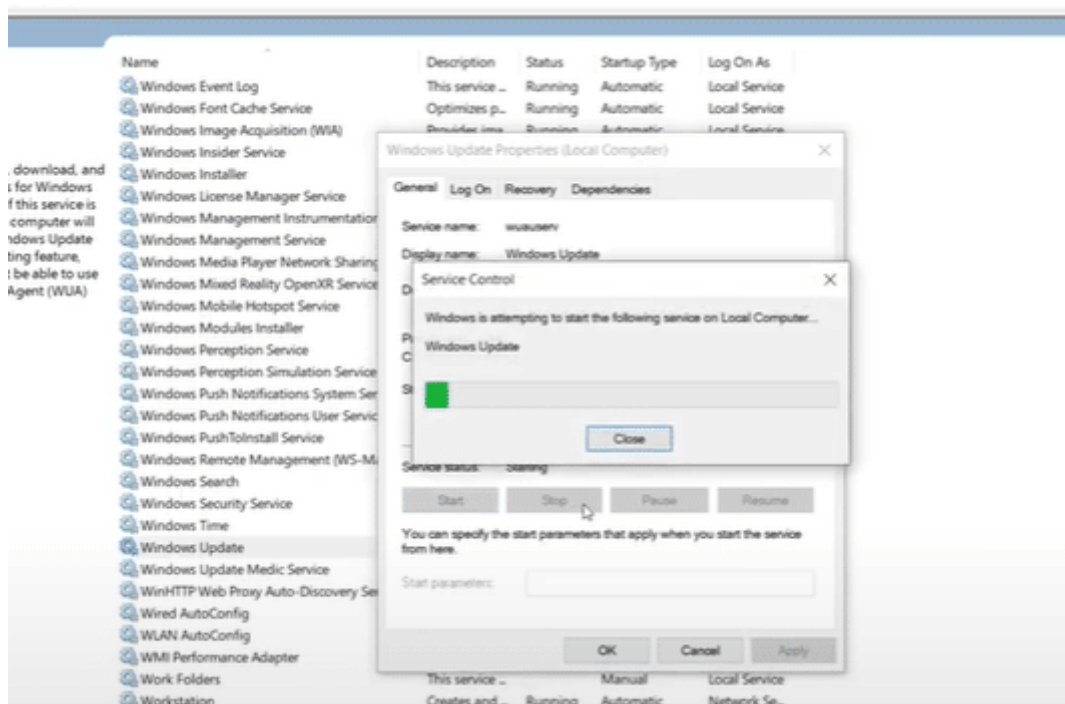 Name Description Status Startup Type Log On As
Windows Event Log This service ... Running Automatic Local Service
Windows Font Cache Service Optimizes p... Running Automatic Local Service
Windows Image Acquisition (WIA) Provides ima... Running Automatic Local Service
Windows Insider Service
Windows Installer
Windows License Manager Service
Windows Management Instrumentation
Windows Management Service
Windows Media Player Network Sharing
Windows Mixed Reality OpenXR Service
Windows Mobile Hotspot Service
Windows Modules Installer
Windows Perception Service
Windows Perception Simulation Service
Windows Push Notifications System Ser
Windows Push Notifications User Servic
Windows PushToInstall Service
Windows Remote Management (WS-M
Windows Search
Windows Security Service
Windows Time
Windows Update
Windows Update Medic Service
WinHTTP Web Proxy Auto-Discovery Se
Wired AutoConfig
WLAN AutoConfig
WMI Performance Adapter
Work Folders This service ... Manual Local Service
Workstation Creates and ... Running Automatic Network Se...
, download, and
s for Windows
f this service is
computer will
ndows Update
ting feature,
t be able to use
Agent (WUA)
Windows Update Properties (Local Computer)
General Log On Recovery Dependencies
Service name: wuauserv
Display name: Windows Update
Service Control
Windows is attempting to start the following service on Local Computer...
Windows Update
Close
Service status: Starting
Start Stop Pause Resume
You can specify the start parameters that apply when you start the service
from here.
Start parameters:
OK Cancel Apply